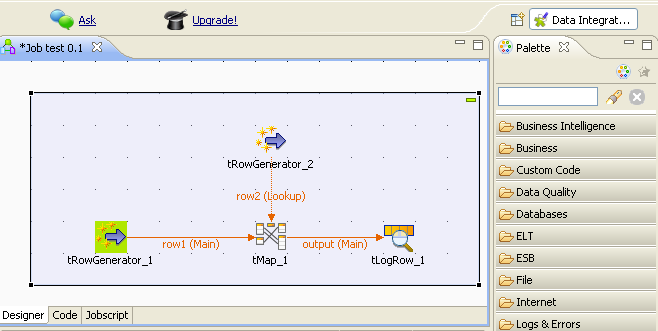 Ask Upgrade! Data Integrat...
*Job test 0.1 Palette
tRowGenerator_2
row2 (Lookup)
row1 (Main) output (Main)
tRowGenerator_1 tMap_1 tLogRow_1
Designer Code Jobscript
Business Intelligence
Business
Custom Code
Data Quality
Databases
ELT
ESB
File
Internet
Logs & Errors